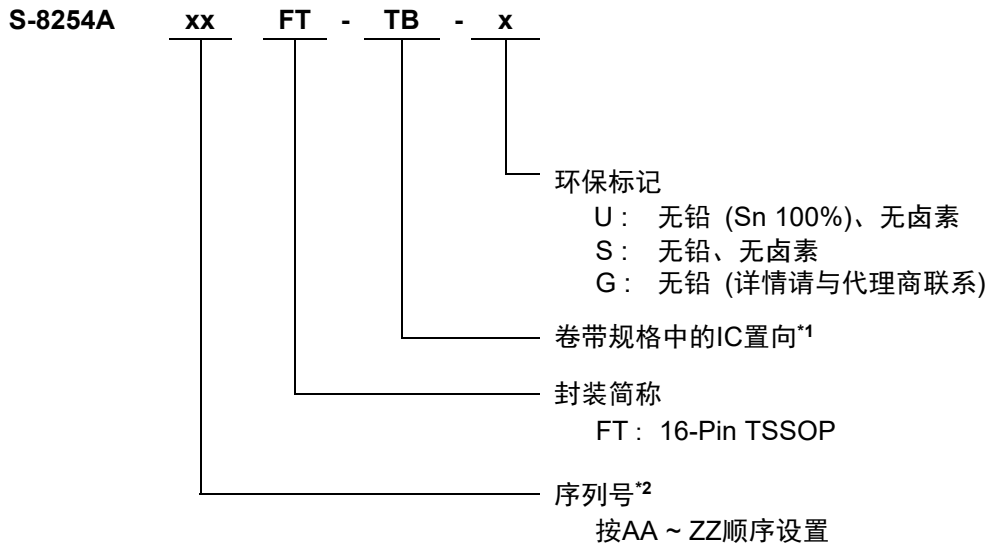 S-8254A xx FT - TB - x
环保标记
U : 无铅 (Sn 100%)、无卤素
S : 无铅、无卤素
G : 无铅 (详情请与代理商联系)
卷带规格中的IC置向*1
封装简称
FT : 16-Pin TSSOP
序列号*2
按AA ~ ZZ顺序设置